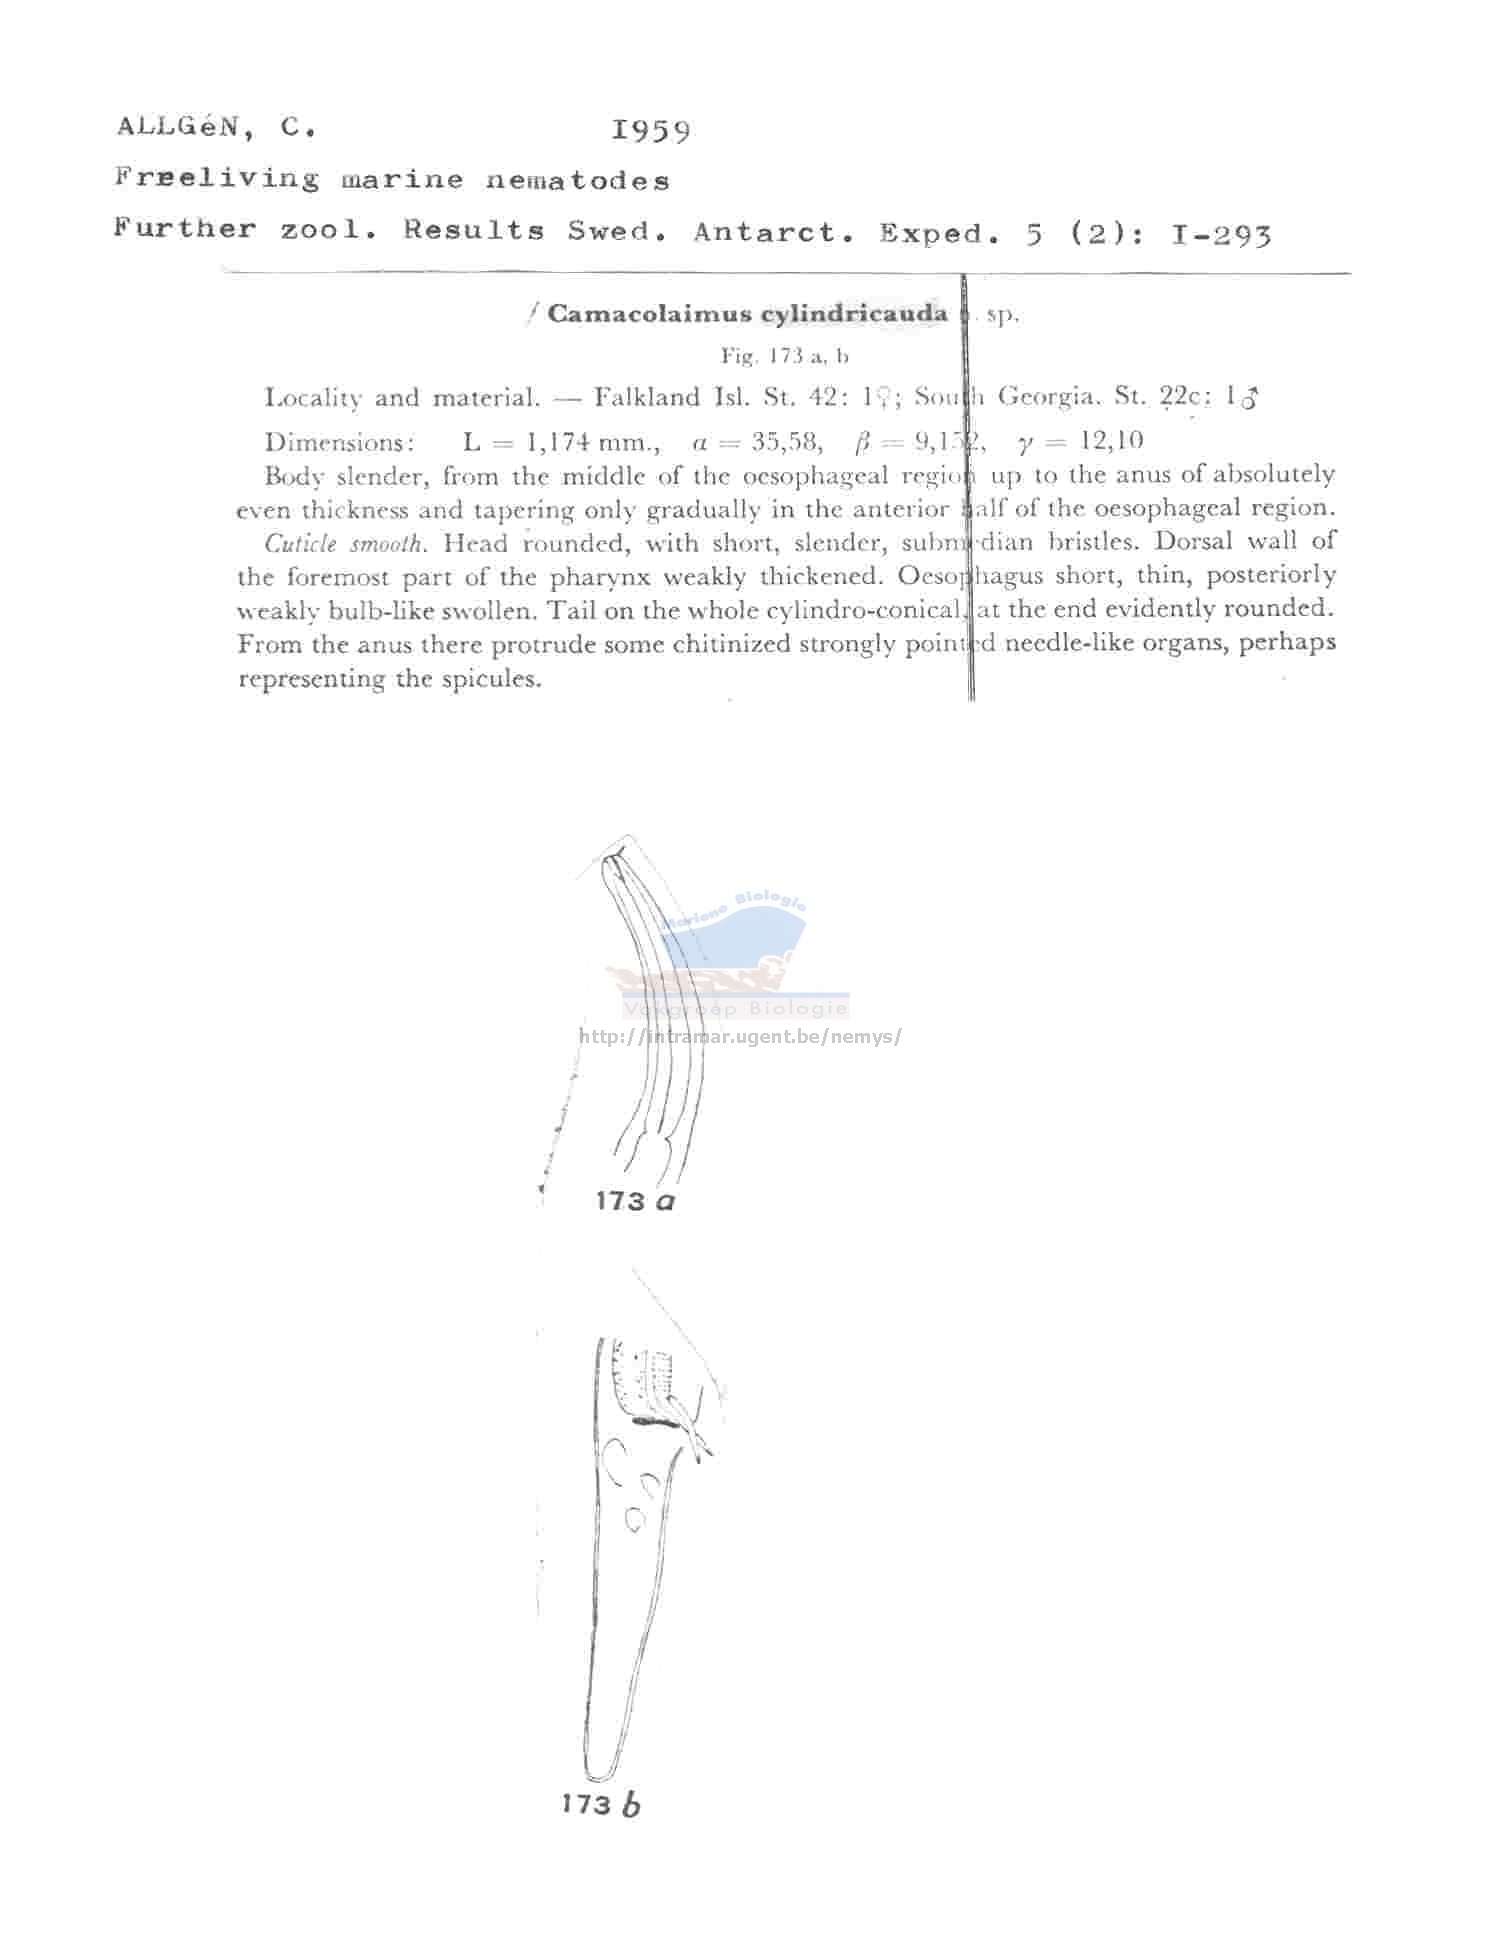 ALLGéN, C. I959
Freeliving marine nematodes
Further zool. Results Swed. Antarct. Exped. 5 (2): I-293
/ Camacolaimus cylindricauda n. sp.
Fig. 173 a, b
Locality and material. — Falkland Isl. St. 42: 1♀; South Georgia. St. 22c: 1♂
Dimensions: L = 1,174 mm., α = 35,58, β = 9,152, γ = 12,10
Body slender, from the middle of the oesophageal region up to the anus of absolutely
even thickness and tapering only gradually in the anterior half of the oesophageal region.
Cuticle smooth. Head rounded, with short, slender, submedian bristles. Dorsal wall of
the foremost part of the pharynx weakly thickened. Oesophagus short, thin, posteriorly
weakly bulb-like swollen. Tail on the whole cylindro-conical, at the end evidently rounded.
From the anus there protrude some chitinized strongly pointed needle-like organs, perhaps
representing the spicules.
Mariene Biologie
Vakgroep Biologie
http://intramar.ugent.be/nemys/
173 a
173 b